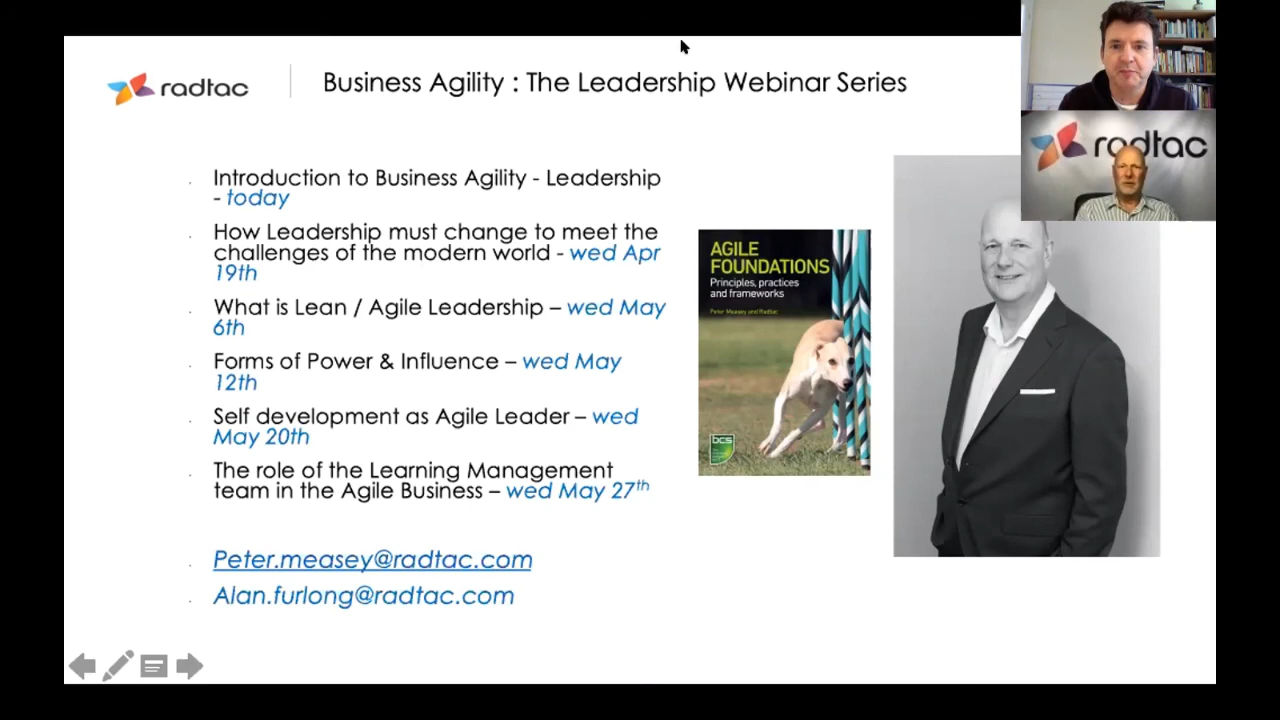 radtac
Business Agility : The Leadership Webinar Series
Introduction to Business Agility - Leadership
- today
How Leadership must change to meet the
challenges of the modern world - wed Apr
19th
What is Lean / Agile Leadership – wed May
6th
Forms of Power & Influence – wed May
12th
Self development as Agile Leader – wed
May 20th
The role of the Learning Management
team in the Agile Business – wed May 27th
Peter.measey@radtac.com
Alan.furlong@radtac.com
AGILE
FOUNDATIONS
Principles, practices
and frameworks
Peter Measey and Radtac
bcs
radtac